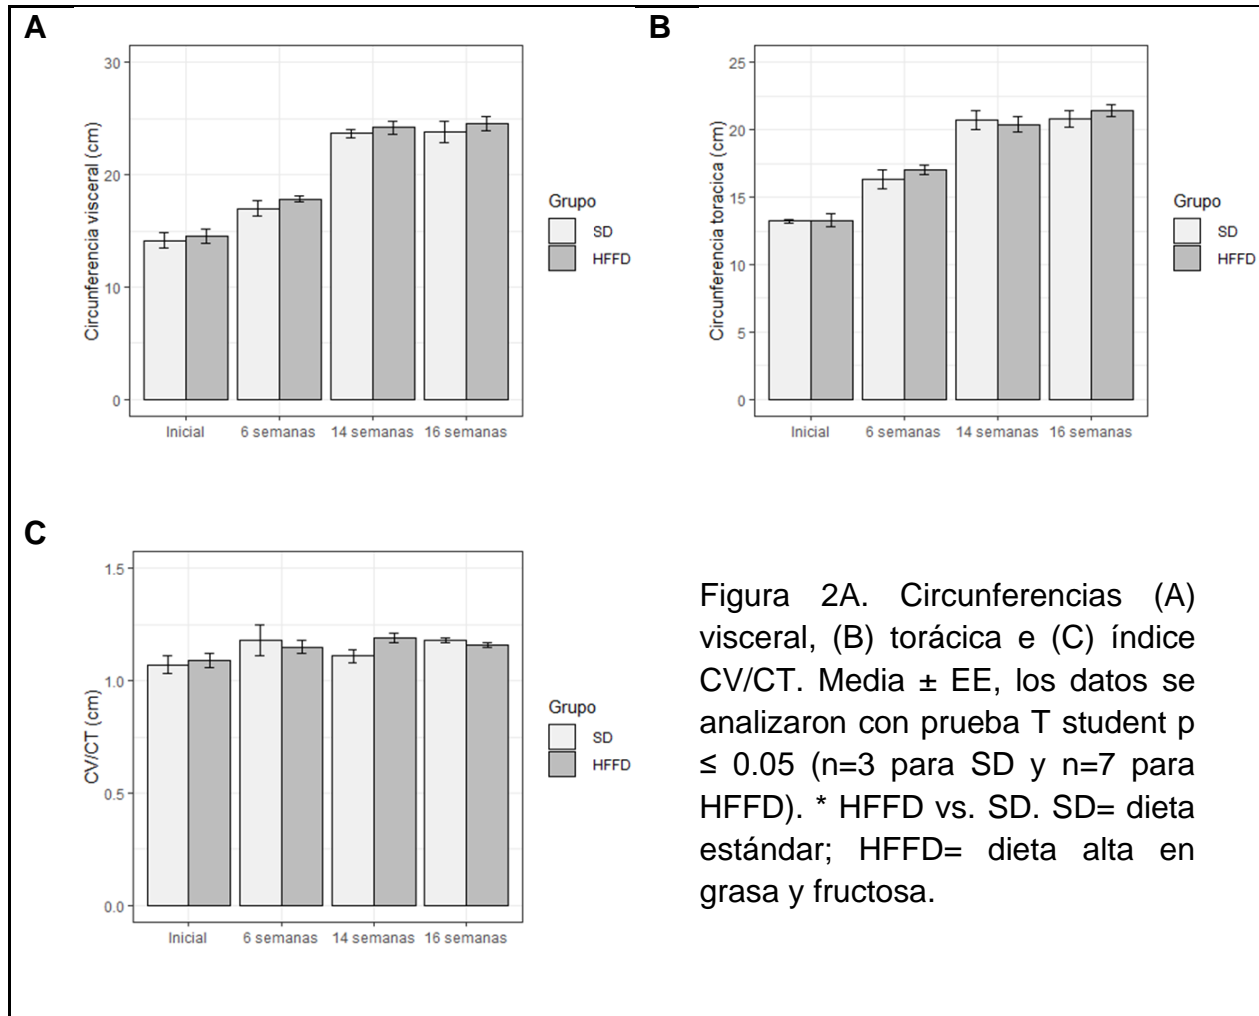 A
30
20
10
0
Circunferencia visceral (cm)
Inicial
6 semanas
14 semanas
16 semanas
Grupo
SD
HFFD
B
25
20
15
10
5
0
Circunferencia toracica (cm)
Inicial
6 semanas
14 semanas
16 semanas
Grupo
SD
HFFD
C
1.5
1.0
0.5
0.0
CV/CT (cm)
Inicial
6 semanas
14 semanas
16 semanas
Grupo
SD
HFFD
Figura 2A. Circunferencias (A)
visceral, (B) torácica e (C) índice
CV/CT. Media ± EE, los datos se
analizaron con prueba T student p
≤ 0.05 (n=3 para SD y n=7 para
HFFD). * HFFD vs. SD. SD= dieta
estándar; HFFD= dieta alta en
grasa y fructosa.